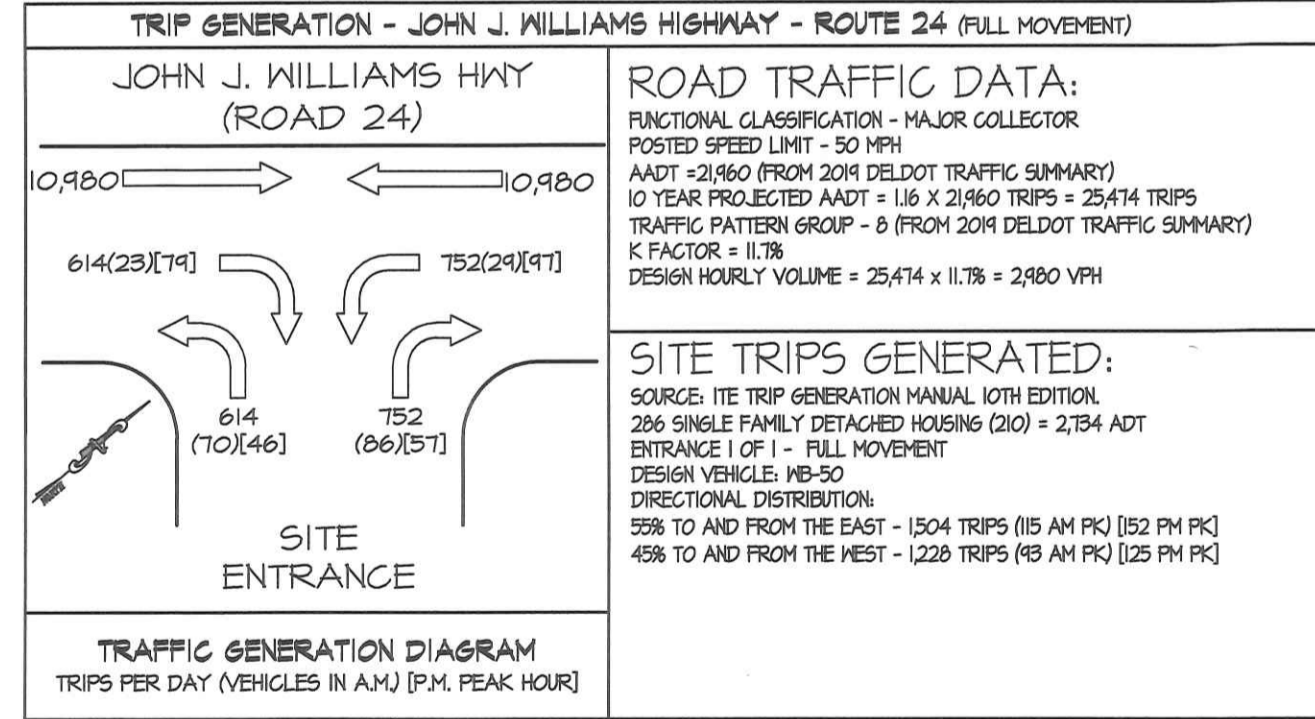 TRIP GENERATION - JOHN J. WILLIAMS HIGHWAY - ROUTE 24 (FULL MOVEMENT)
JOHN J. WILLIAMS HWY
(ROAD 24)
10,980 10,980
614(23)[79] 752(29)[97]
614 752
(70)[46] (86)[57]
NORTH
SITE
ENTRANCE
TRAFFIC GENERATION DIAGRAM
TRIPS PER DAY (VEHICLES IN A.M.) [P.M. PEAK HOUR]
ROAD TRAFFIC DATA:
FUNCTIONAL CLASSIFICATION - MAJOR COLLECTOR
POSTED SPEED LIMIT - 50 MPH
AADT =21,960 (FROM 2019 DELDOT TRAFFIC SUMMARY)
10 YEAR PROJECTED AADT = 1.16 X 21,960 TRIPS = 25,474 TRIPS
TRAFFIC PATTERN GROUP - 8 (FROM 2019 DELDOT TRAFFIC SUMMARY)
K FACTOR = 11.7%
DESIGN HOURLY VOLUME = 25,474 x 11.7% = 2,980 VPH
SITE TRIPS GENERATED:
SOURCE: ITE TRIP GENERATION MANUAL 10TH EDITION.
286 SINGLE FAMILY DETACHED HOUSING (210) = 2,734 ADT
ENTRANCE 1 OF 1 - FULL MOVEMENT
DESIGN VEHICLE: WB-50
DIRECTIONAL DISTRIBUTION:
55% TO AND FROM THE EAST - 1,504 TRIPS (115 AM PK) [152 PM PK]
45% TO AND FROM THE WEST - 1,228 TRIPS (93 AM PK) [125 PM PK]